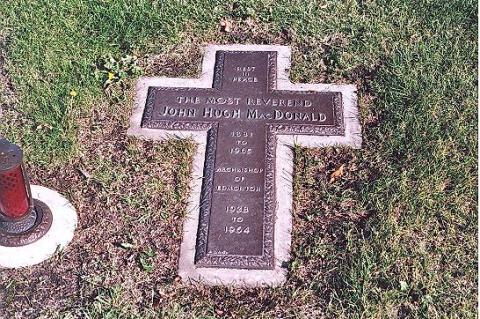 REST
IN
PEACE
THE MOST REVEREND
JOHN HUGH MACDONALD
1881
TO
1965
ARCHBISHOP
OF
EDMONTON
1938
TO
1964